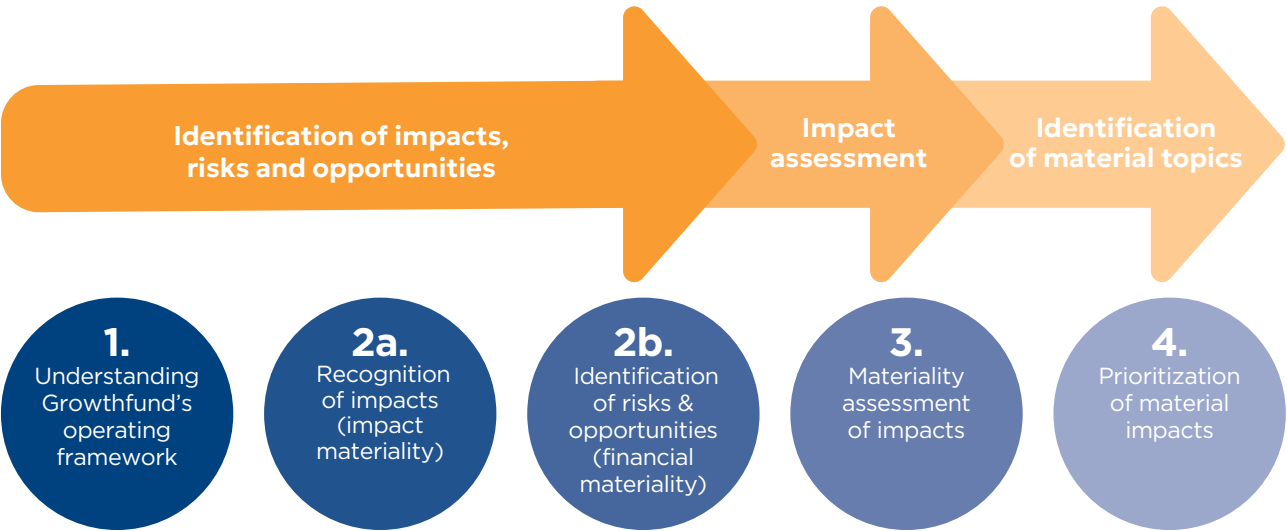 Identification of impacts,
risks and opportunities
Impact
assessment
Identification
of material topics
1.
Understanding
Growthfund's
operating
framework
2a.
Recognition
of impacts
(impact
materiality)
2b.
Identification
of risks &
opportunities
(financial
materiality)
3.
Materiality
assessment
of impacts
4.
Prioritization
of material
impacts